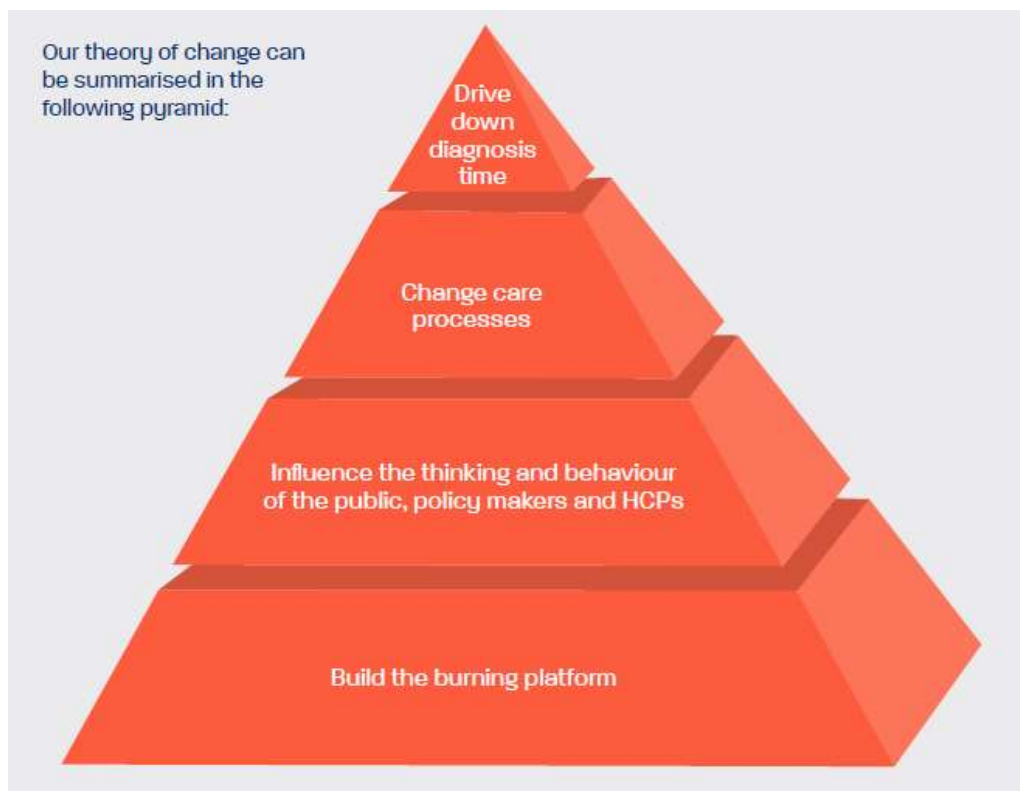 Our theory of change can
be summarised in the
following pyramid:
Drive
down
diagnosis
time
Change care
processes
Influence the thinking and behaviour
of the public, policy makers and HCPs
Build the burning platform